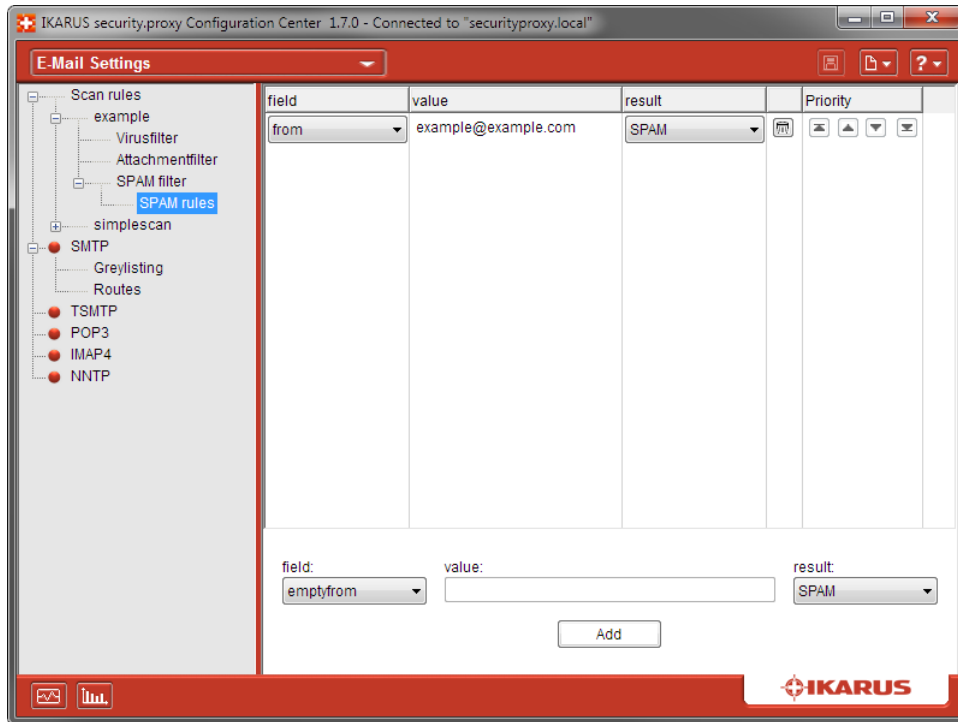 IKARUS security.proxy Configuration Center 1.7.0 - Connected to "securityproxy.local"
E-Mail Settings
?
Scan rules
example
Virusfilter
Attachmentfilter
SPAM filter
SPAM rules
simplescan
SMTP
Greylisting
Routes
TSMTP
POP3
IMAP4
NNTP
field value result Priority
from example@example.com SPAM
field: value: result:
emptyfrom SPAM
Add
IKARUS